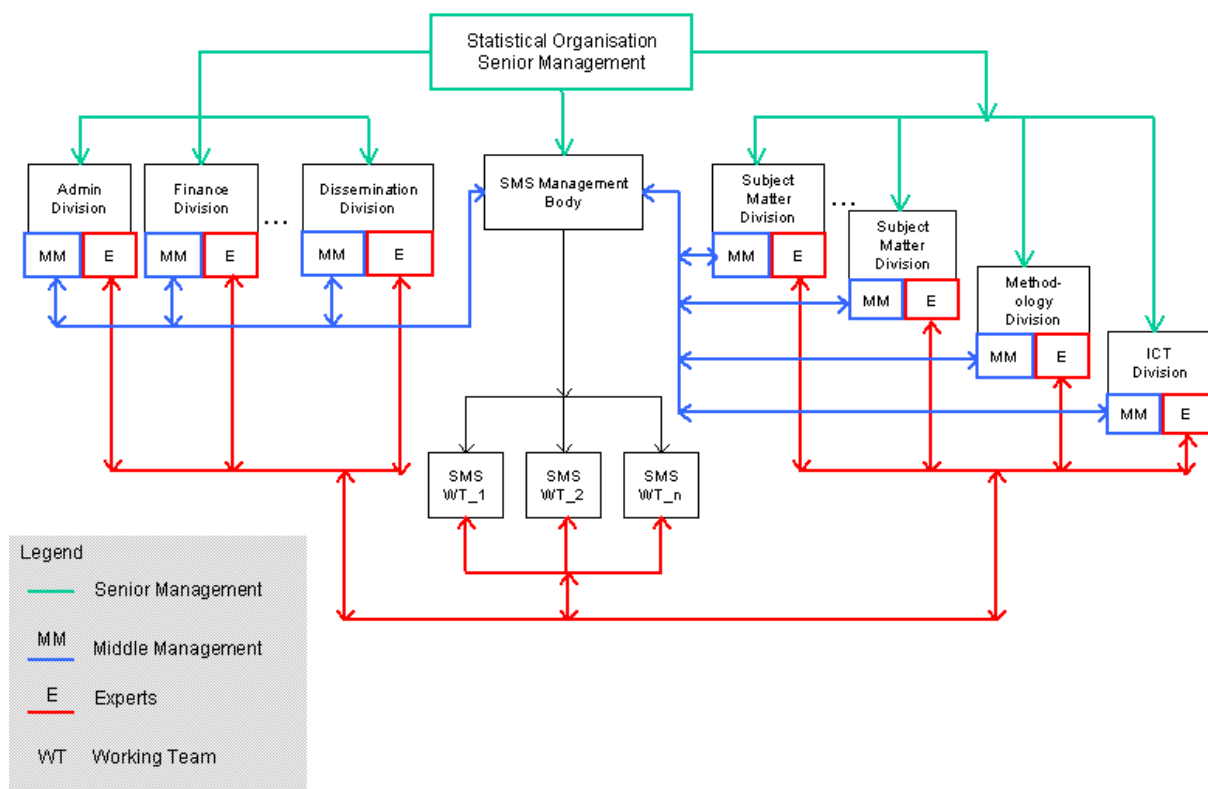 Statistical Organisation
Senior Management
Admin
Division
Finance
Division
...
Dissemination
Division
SMS Management
Body
Subject
Matter
Division
...
Subject
Matter
Division
Method-
ology
Division
ICT
Division
MM
E
MM
E
MM
E
MM
E
MM
E
MM
E
MM
E
SMS
WT_1
SMS
WT_2
SMS
WT_n
Legend
Senior Management
MM
Middle Management
E
Experts
WT
Working Team